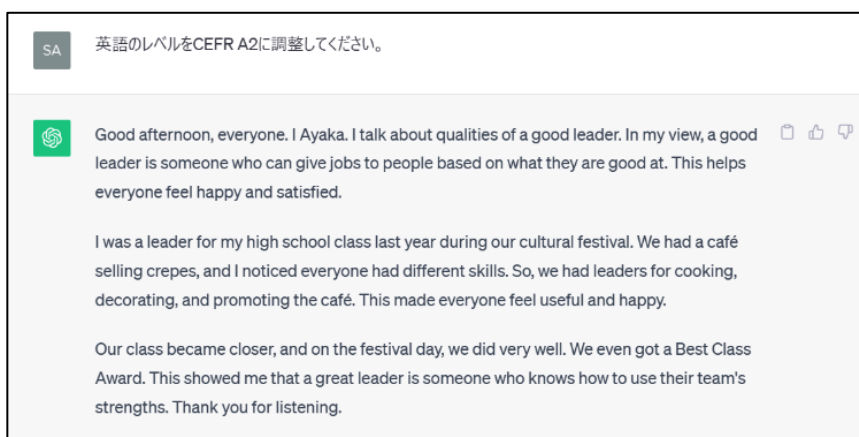 SA
英語のレベルをCEFR A2に調整してください。
Good afternoon, everyone. I Ayaka. I talk about qualities of a good leader. In my view, a good
leader is someone who can give jobs to people based on what they are good at. This helps
everyone feel happy and satisfied.
I was a leader for my high school class last year during our cultural festival. We had a café
selling crepes, and I noticed everyone had different skills. So, we had leaders for cooking,
decorating, and promoting the café. This made everyone feel useful and happy.
Our class became closer, and on the festival day, we did very well. We even got a Best Class
Award. This showed me that a great leader is someone who knows how to use their team's
strengths. Thank you for listening.